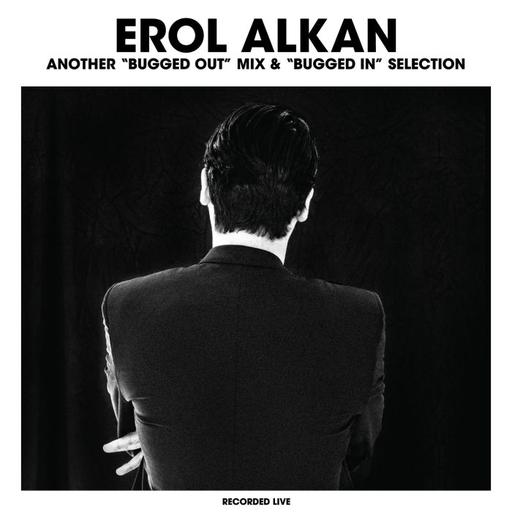 EROL ALKAN
ANOTHER “BUGGED OUT” MIX & “BUGGED IN” SELECTION
RECORDED LIVE